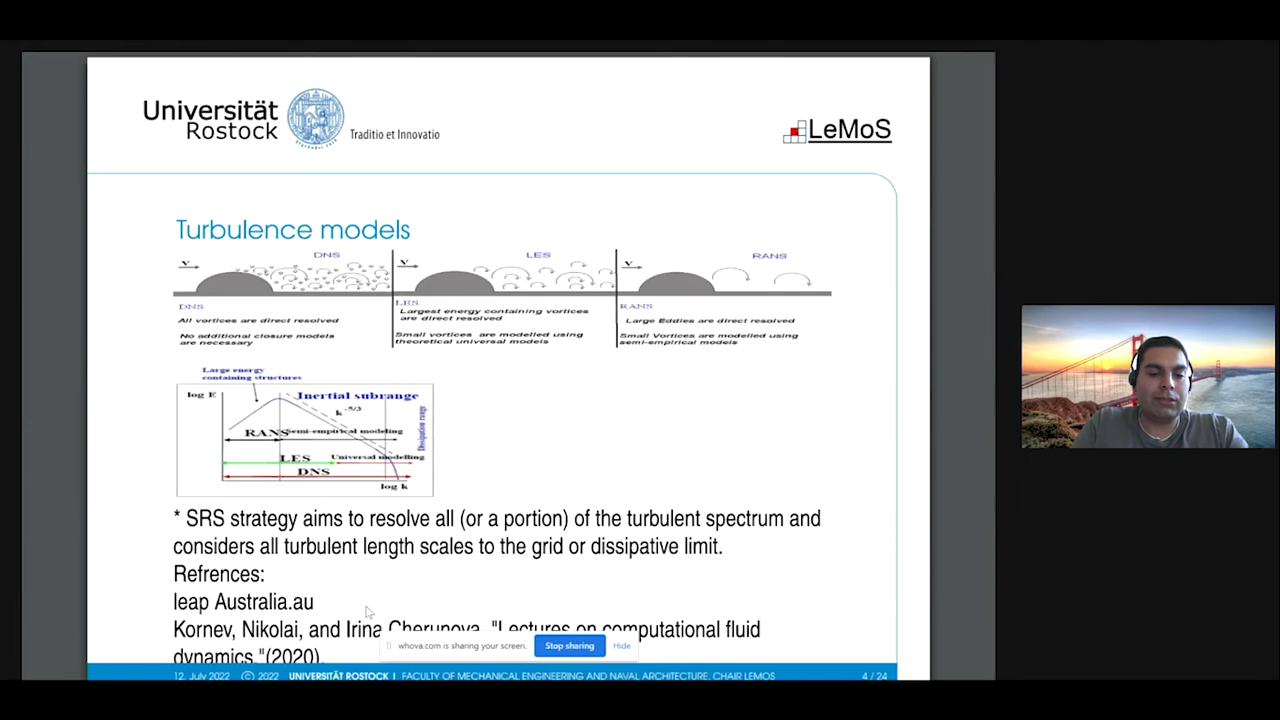 Universität
Rostock
Traditio et Innovatio
LeMoS
Turbulence models
V
DNS
V
LES
V
RANS
DNS
All vortices are direct resolved
No additional closure models
are necessary
LES
Largest energy containing vortices
are direct resolved
Small vortices are modelled using
theoretical universal models
RANS
Large Eddies are direct resolved
Small Vortices are modelled using
semi-empirical models
Large energy
containing structures
log E
Inertial subrange
k^-5/3
Dissipation range
RANS
Semi-empirical modeling
LES
Universal modelling
DNS
log k
* SRS strategy aims to resolve all (or a portion) of the turbulent spectrum and
considers all turbulent length scales to the grid or dissipative limit.
Refrences:
leap Australia.au
Kornev, Nikolai, and Irina Cherunova. "Lectures on computational fluid
dynamics."(2020).
whova.com is sharing your screen.
Stop sharing
Hide
12. July 2022 © 2022 UNIVERSITÄT ROSTOCK | FACULTY OF MECHANICAL ENGINEERING AND NAVAL ARCHITECTURE, CHAIR LEMOS
4 / 24